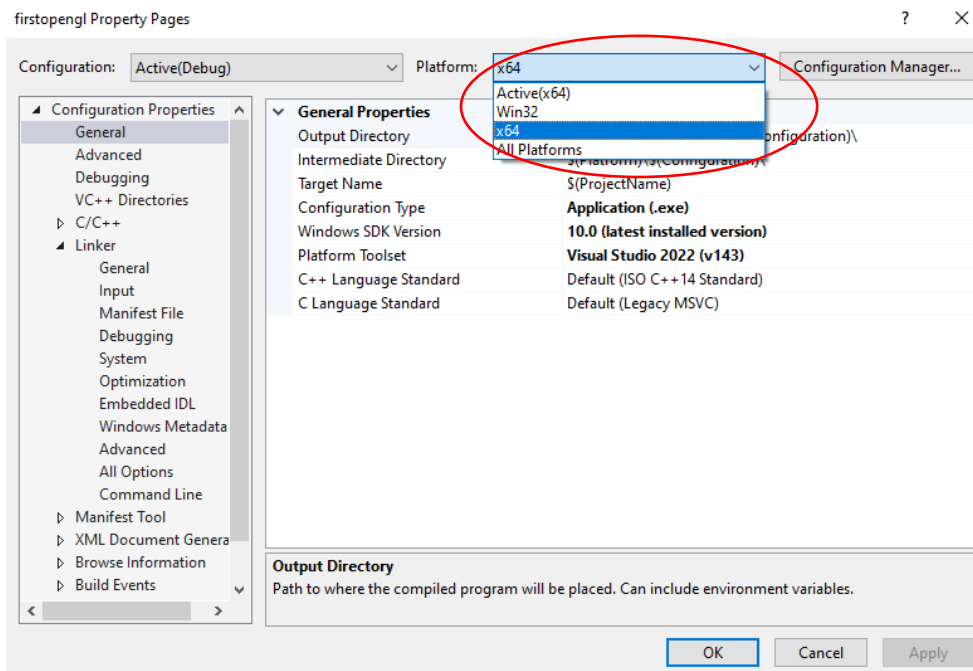 firstopengl Property Pages
?
Configuration: Active(Debug) Platform: x64 Configuration Manager...
Active(x64)
Win32
x64
All Platforms
Configuration Properties
General
Advanced
Debugging
VC++ Directories
C/C++
Linker
General
Input
Manifest File
Debugging
System
Optimization
Embedded IDL
Windows Metadata
Advanced
All Options
Command Line
Manifest Tool
XML Document Genera
Browse Information
Build Events
General Properties
Output Directory onfiguration)\
Intermediate Directory $(Platform)\$(Configuration)\
Target Name $(ProjectName)
Configuration Type Application (.exe)
Windows SDK Version 10.0 (latest installed version)
Platform Toolset Visual Studio 2022 (v143)
C++ Language Standard Default (ISO C++14 Standard)
C Language Standard Default (Legacy MSVC)
Output Directory
Path to where the compiled program will be placed. Can include environment variables.
OK Cancel Apply